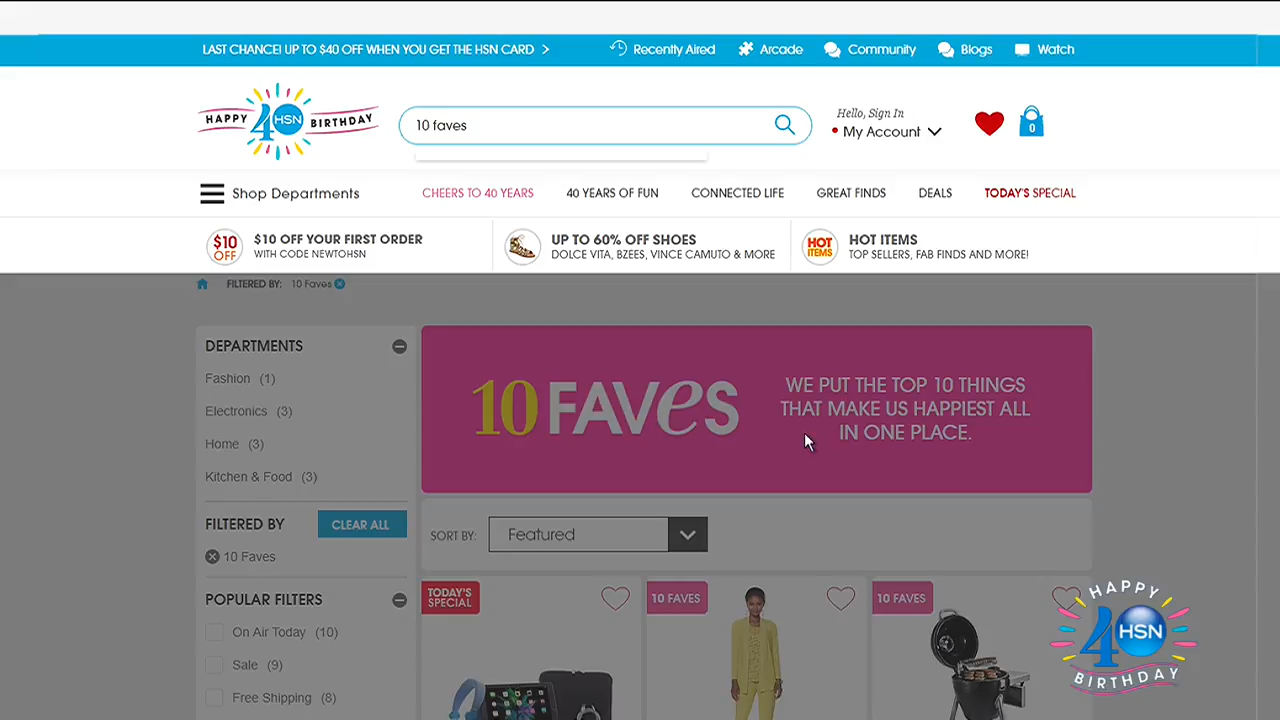 LAST CHANCE! UP TO $40 OFF WHEN YOU GET THE HSN CARD
Recently Aired
Arcade
Community
Blogs
Watch
HAPPY 40 HSN BIRTHDAY
10 faves
Hello, Sign In
My Account
0
Shop Departments
CHEERS TO 40 YEARS
40 YEARS OF FUN
CONNECTED LIFE
GREAT FINDS
DEALS
TODAY'S SPECIAL
$10 OFF
$10 OFF YOUR FIRST ORDER
WITH CODE NEWTOHSN
UP TO 60% OFF SHOES
DOLCE VITA, BZEES, VINCE CAMUTO & MORE
HOT ITEMS
HOT ITEMS
TOP SELLERS, FAB FINDS AND MORE!
FILTERED BY: 10 Faves
DEPARTMENTS
Fashion (1)
Electronics (3)
Home (3)
Kitchen & Food (3)
FILTERED BY
CLEAR ALL
10 Faves
POPULAR FILTERS
On Air Today (10)
Sale (9)
Free Shipping (8)
10 FAVeS
WE PUT THE TOP 10 THINGS
THAT MAKE US HAPPIEST ALL
IN ONE PLACE.
SORT BY:
Featured
TODAY'S
SPECIAL
10 FAVES
10 FAVES
HAPPY
40 HSN
BIRTHDAY